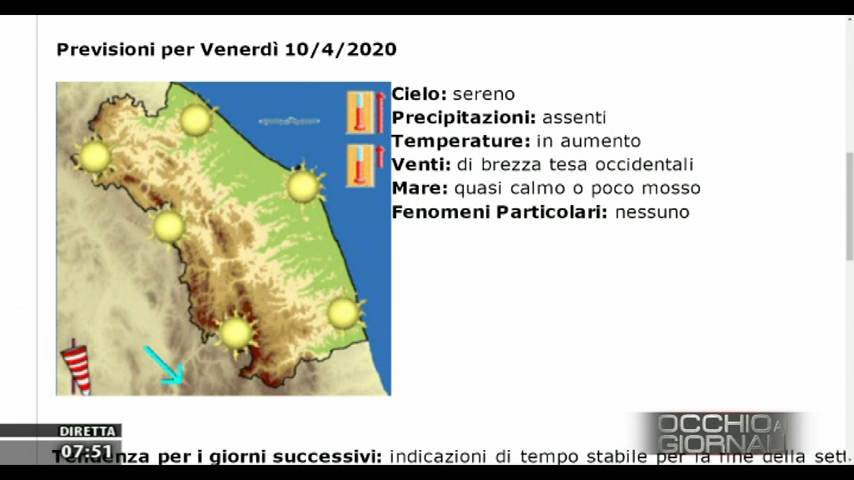 Previsioni per Venerdì 10/4/2020
Cielo: sereno
Precipitazioni: assenti
Temperature: in aumento
Venti: di brezza tesa occidentali
Mare: quasi calmo o poco mosso
Fenomeni Particolari: nessuno
DIRETTA
07:51
OCCHIO AI
GIORNALI
Tendenza per i giorni successivi: indicazioni di tempo stabile per la fine della sett